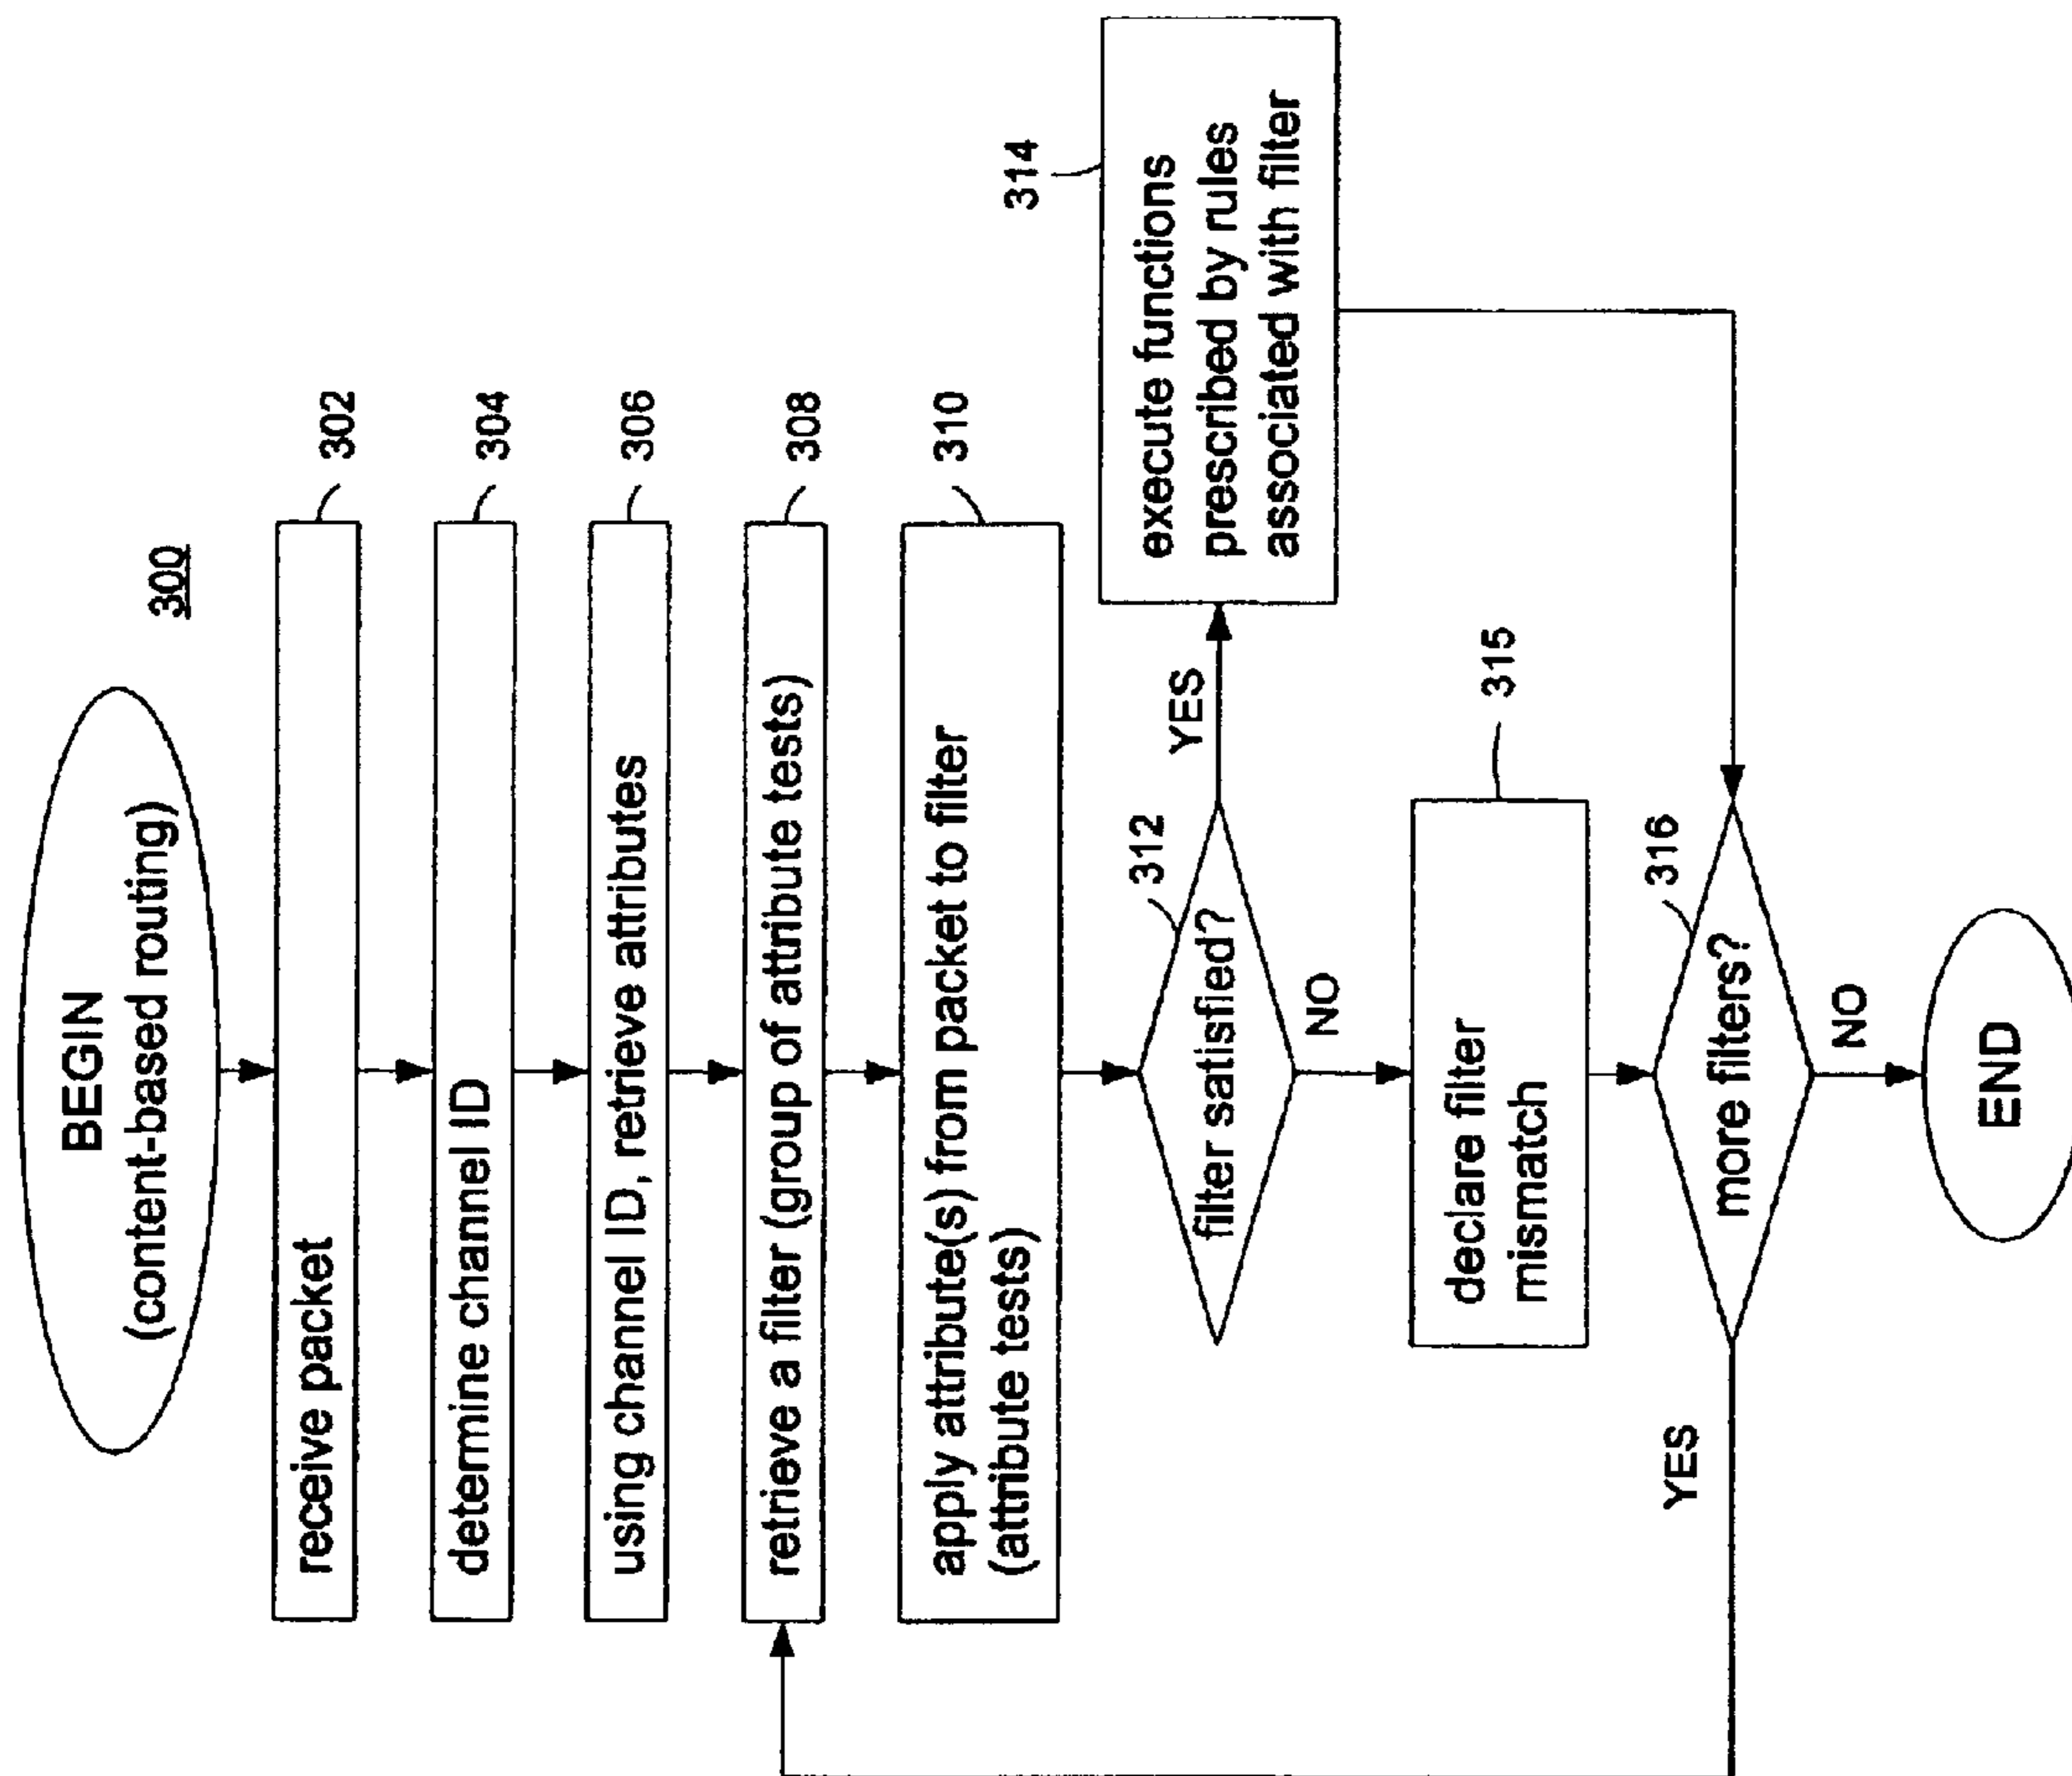 BEGIN
(content-based routing)
300
receive packet
302
determine channel ID
304
using channel ID, retrieve attributes
306
retrieve a filter (group of attribute tests)
308
apply attribute(s) from packet to filter
(attribute tests)
310
filter satisfied?
312
YES
execute functions
prescribed by rules
associated with filter
314
NO
declare filter
mismatch
315
more filters?
316
YES
NO
END